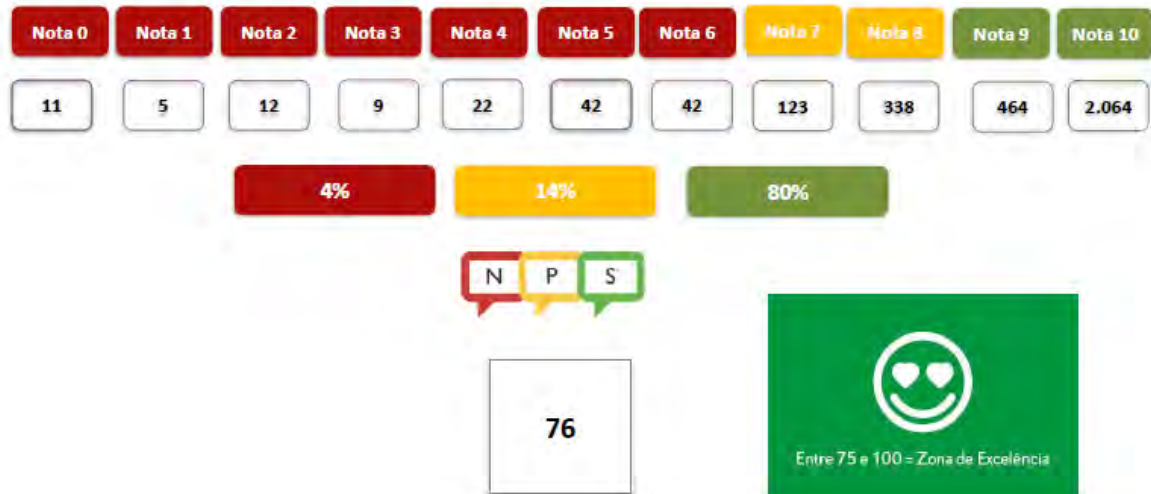 Nota 0 Nota 1 Nota 2 Nota 3 Nota 4 Nota 5 Nota 6 Nota 7 Nota 8 Nota 9 Nota 10
11 5 12 9 22 42 42 123 338 464 2.064
4% 14% 80%
N P S
76
Entre 75 e 100 = Zona de Excelência